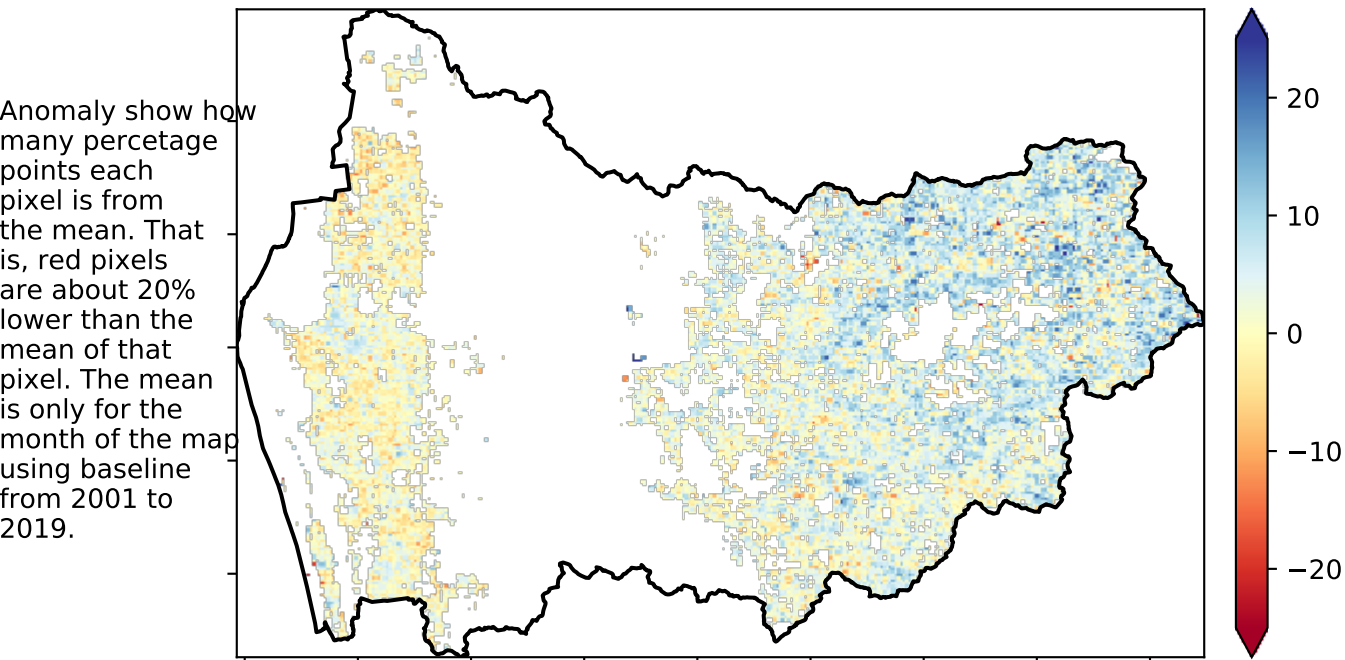 Anomaly show how
many percetage
points each
pixel is from
the mean. That
is, red pixels
are about 20%
lower than the
mean of that
pixel. The mean
is only for the
month of the map
using baseline
from 2001 to
2019.
20
10
0
−10
−20